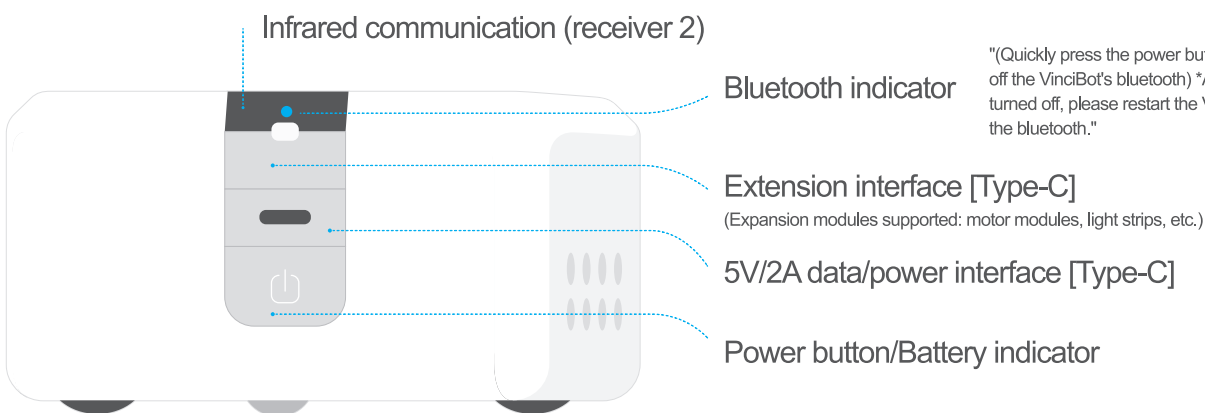 Infrared communication (receiver 2)
Bluetooth indicator
"(Quickly press the power
off the VinciBot's bluetooth)
turned off, please restart the
the bluetooth."
Extension interface [Type-C]
(Expansion modules supported: motor modules, light strips, etc.)
5V/2A data/power interface [Type-C]
Power button/Battery indicator